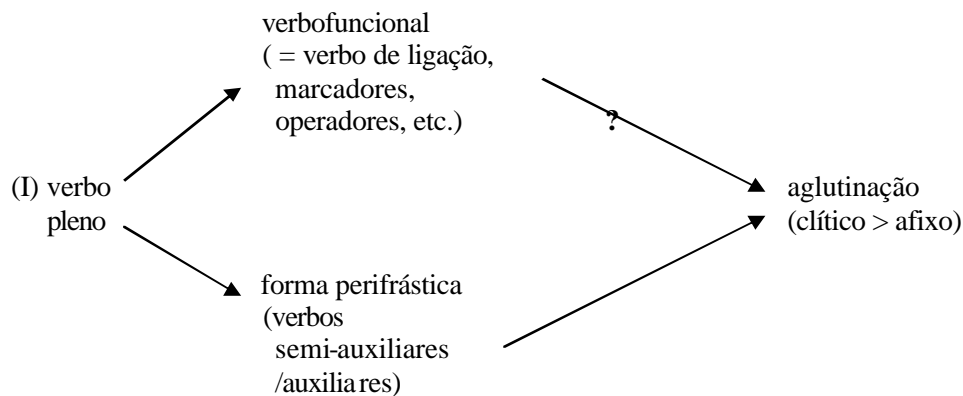 verbofuncional
( = verbo de ligação,
marcadores,
operadores, etc.)
?
(I) verbo
pleno
aglutinação
(clítico > afixo)
forma perifrástica
(verbos
semi-auxiliares
/auxiliares)